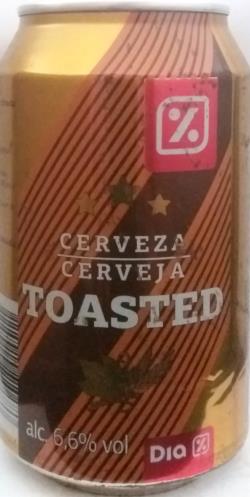 CERVEZA
CERVEJA
TOASTED
alc. 6,6% vol
Dia %